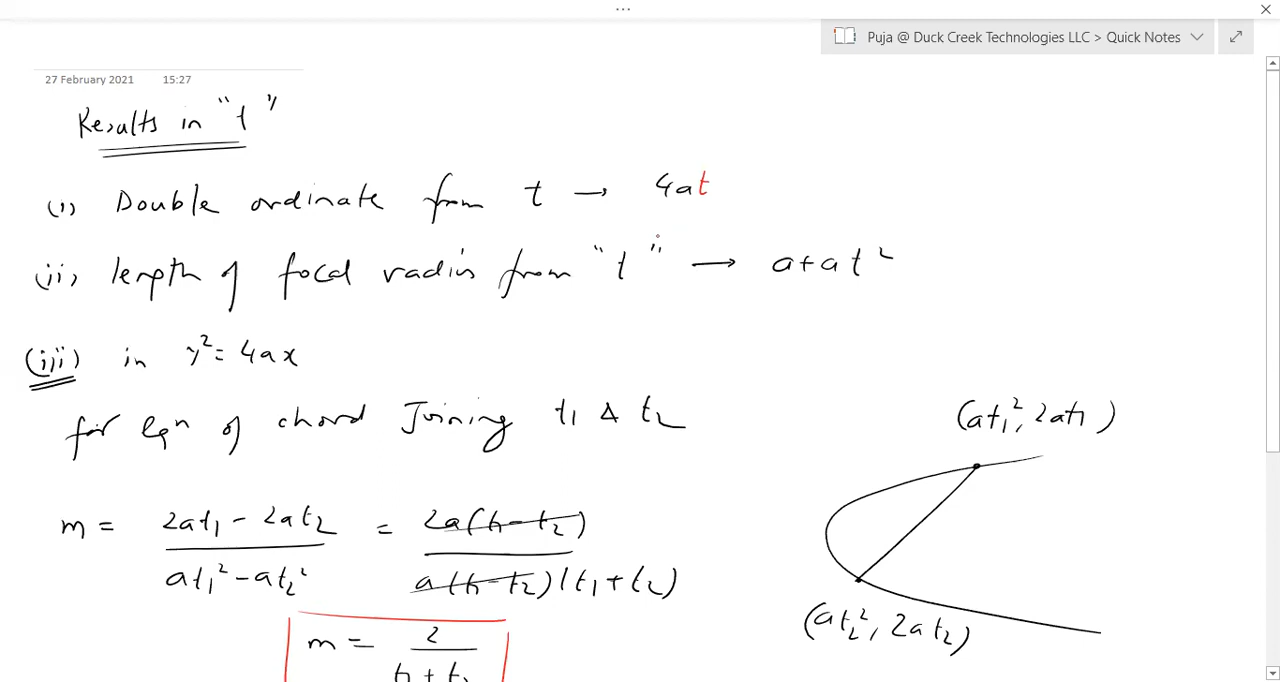 Puja @ Duck Creek Technologies LLC > Quick Notes
27 February 2021 15:27
Results in "t"
(i) Double ordinate from t → 4at
(ii) length of focal radius from "t" → a+at²
(iii) in y² = 4ax
for eqn of chord Joining t₁ & t₂
(at₁², 2at₁)
m = (2at₁ - 2at₂)/(at₁² - at₂²) = 2a(t₁-t₂)/a(t₁-t₂)(t₁+t₂)
(at₂², 2at₂)
m = 2/(t₁+t₂)